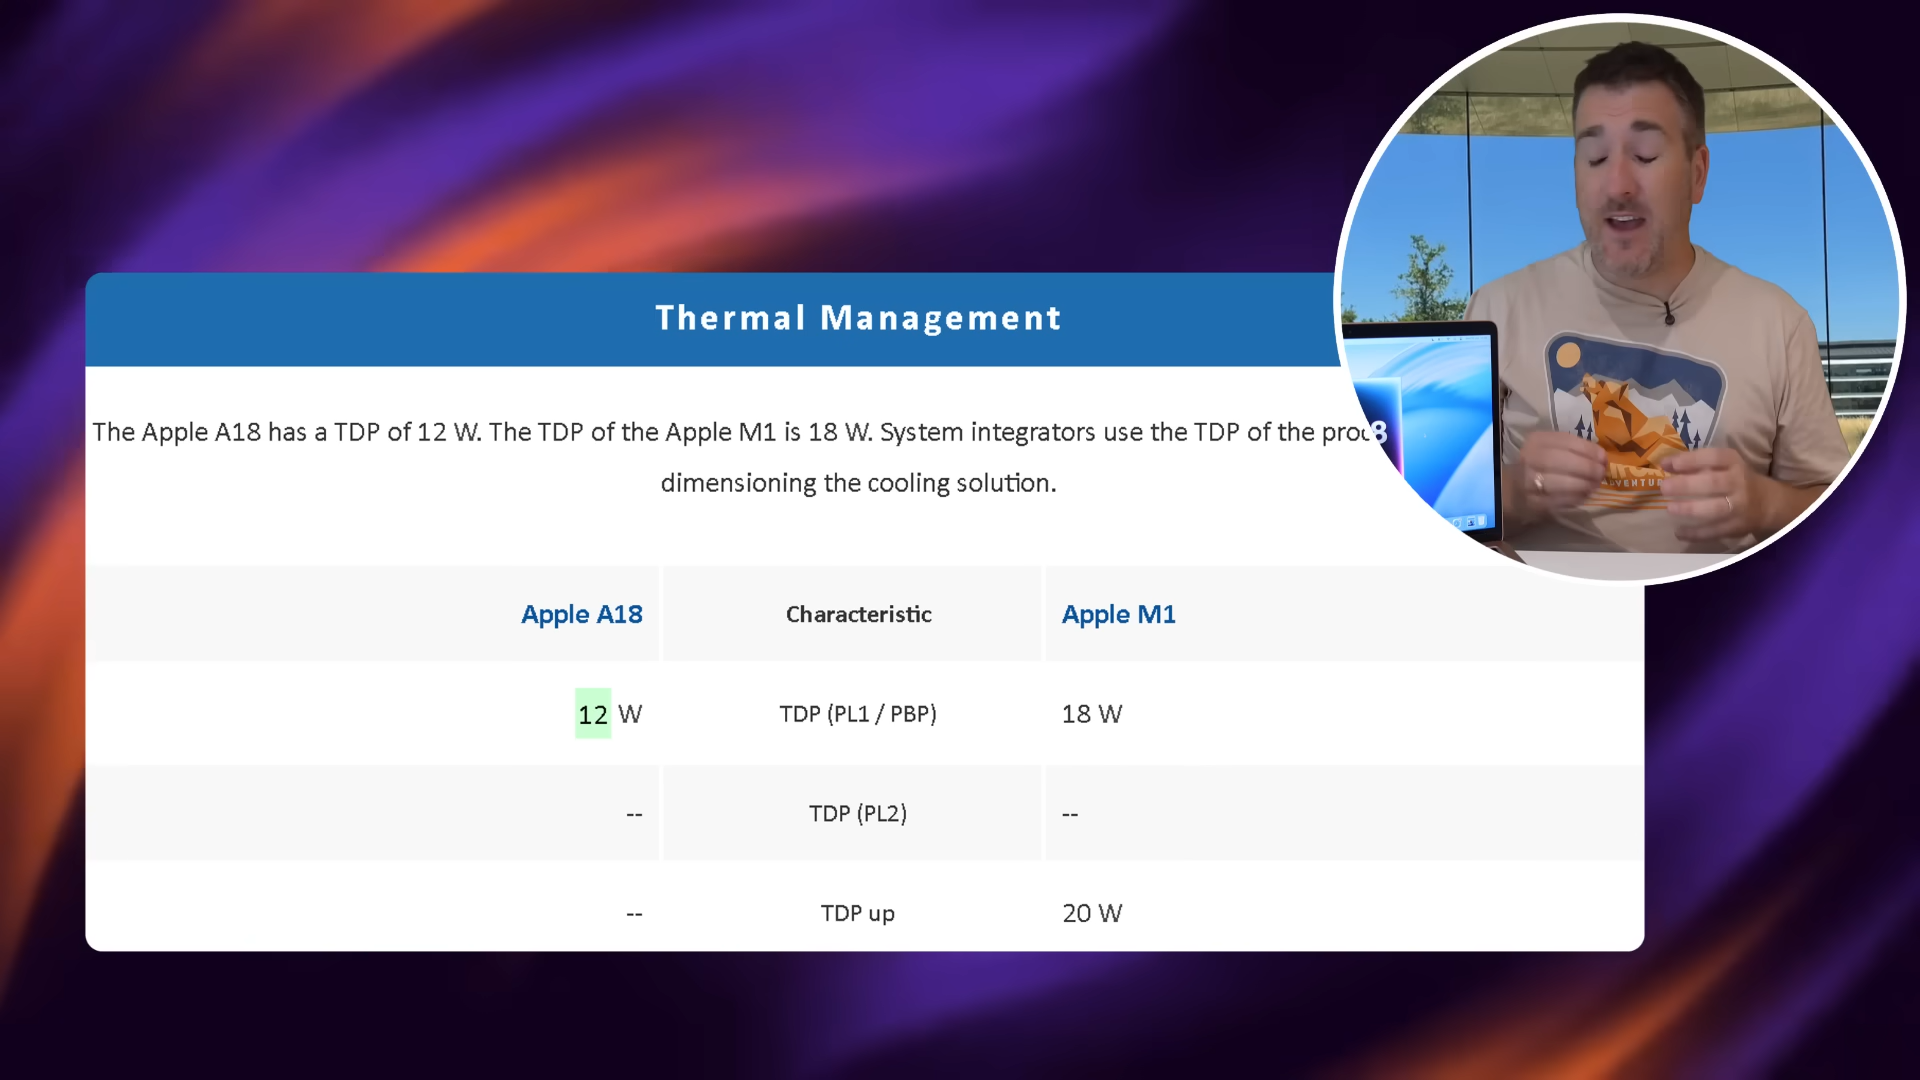 Thermal Management
The Apple A18 has a TDP of 12 W. The TDP of the Apple M1 is 18 W. System integrators use the TDP of the
8
dimensioning the cooling solution.
Apple A18 Characteristic Apple M1
12 W TDP (PL1 / PBP) 18 W
-- TDP (PL2) --
-- TDP up 20 W